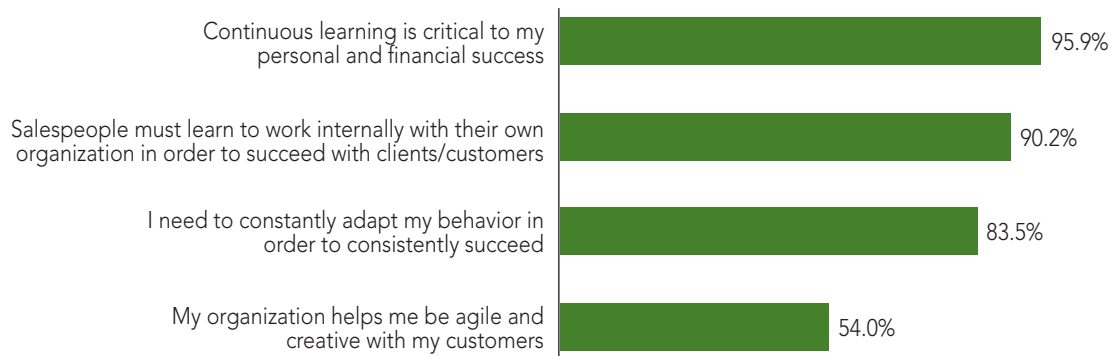 Continuous learning is critical to my
personal and financial success
95.9%
Salespeople must learn to work internally with their own
organization in order to succeed with clients/customers
90.2%
I need to constantly adapt my behavior in
order to consistently succeed
83.5%
My organization helps me be agile and
creative with my customers
54.0%